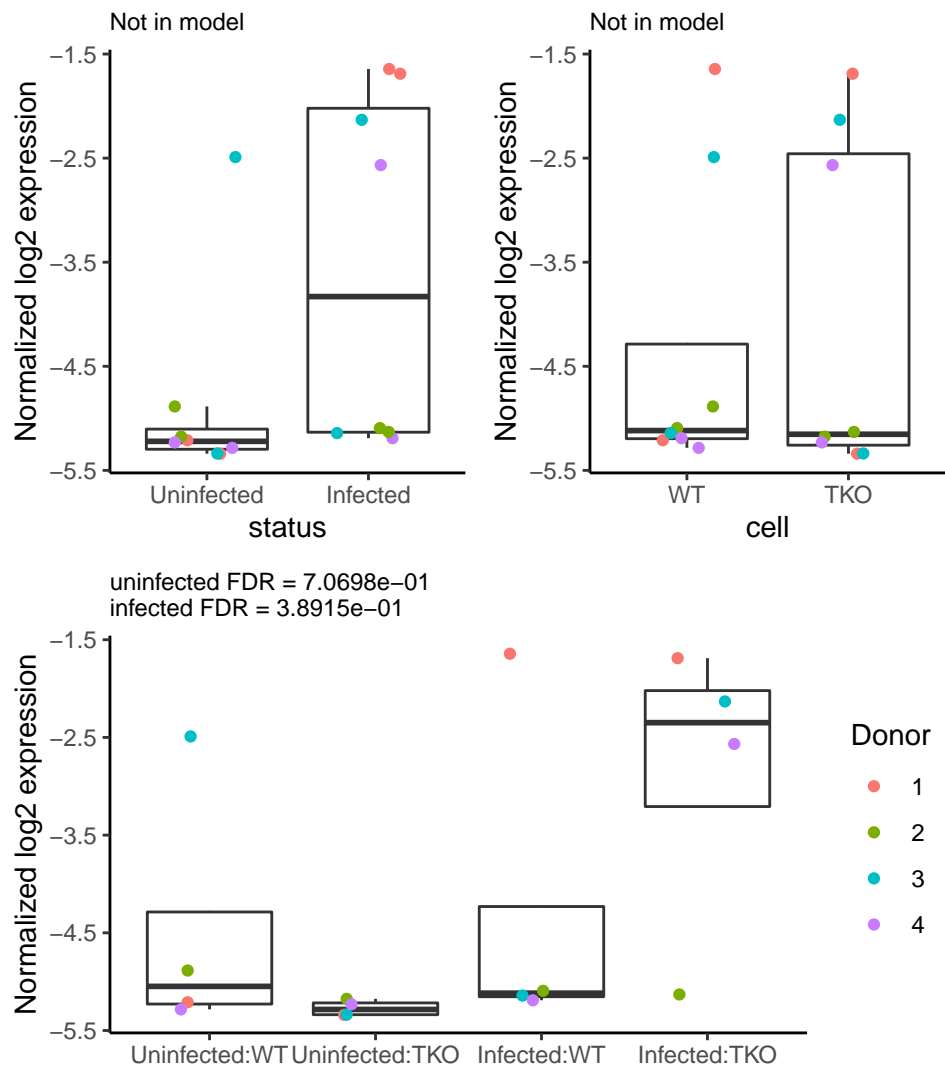 Not in model
Normalized log2 expression
−1.5
−2.5
−3.5
−4.5
−5.5
Uninfected Infected
status
Not in model
Normalized log2 expression
−1.5
−2.5
−3.5
−4.5
−5.5
WT TKO
cell
uninfected FDR = 7.0698e−01
infected FDR = 3.8915e−01
Normalized log2 expression
−1.5
−2.5
−3.5
−4.5
−5.5
Uninfected:WT Uninfected:TKO Infected:WT Infected:TKO
Donor
1
2
3
4